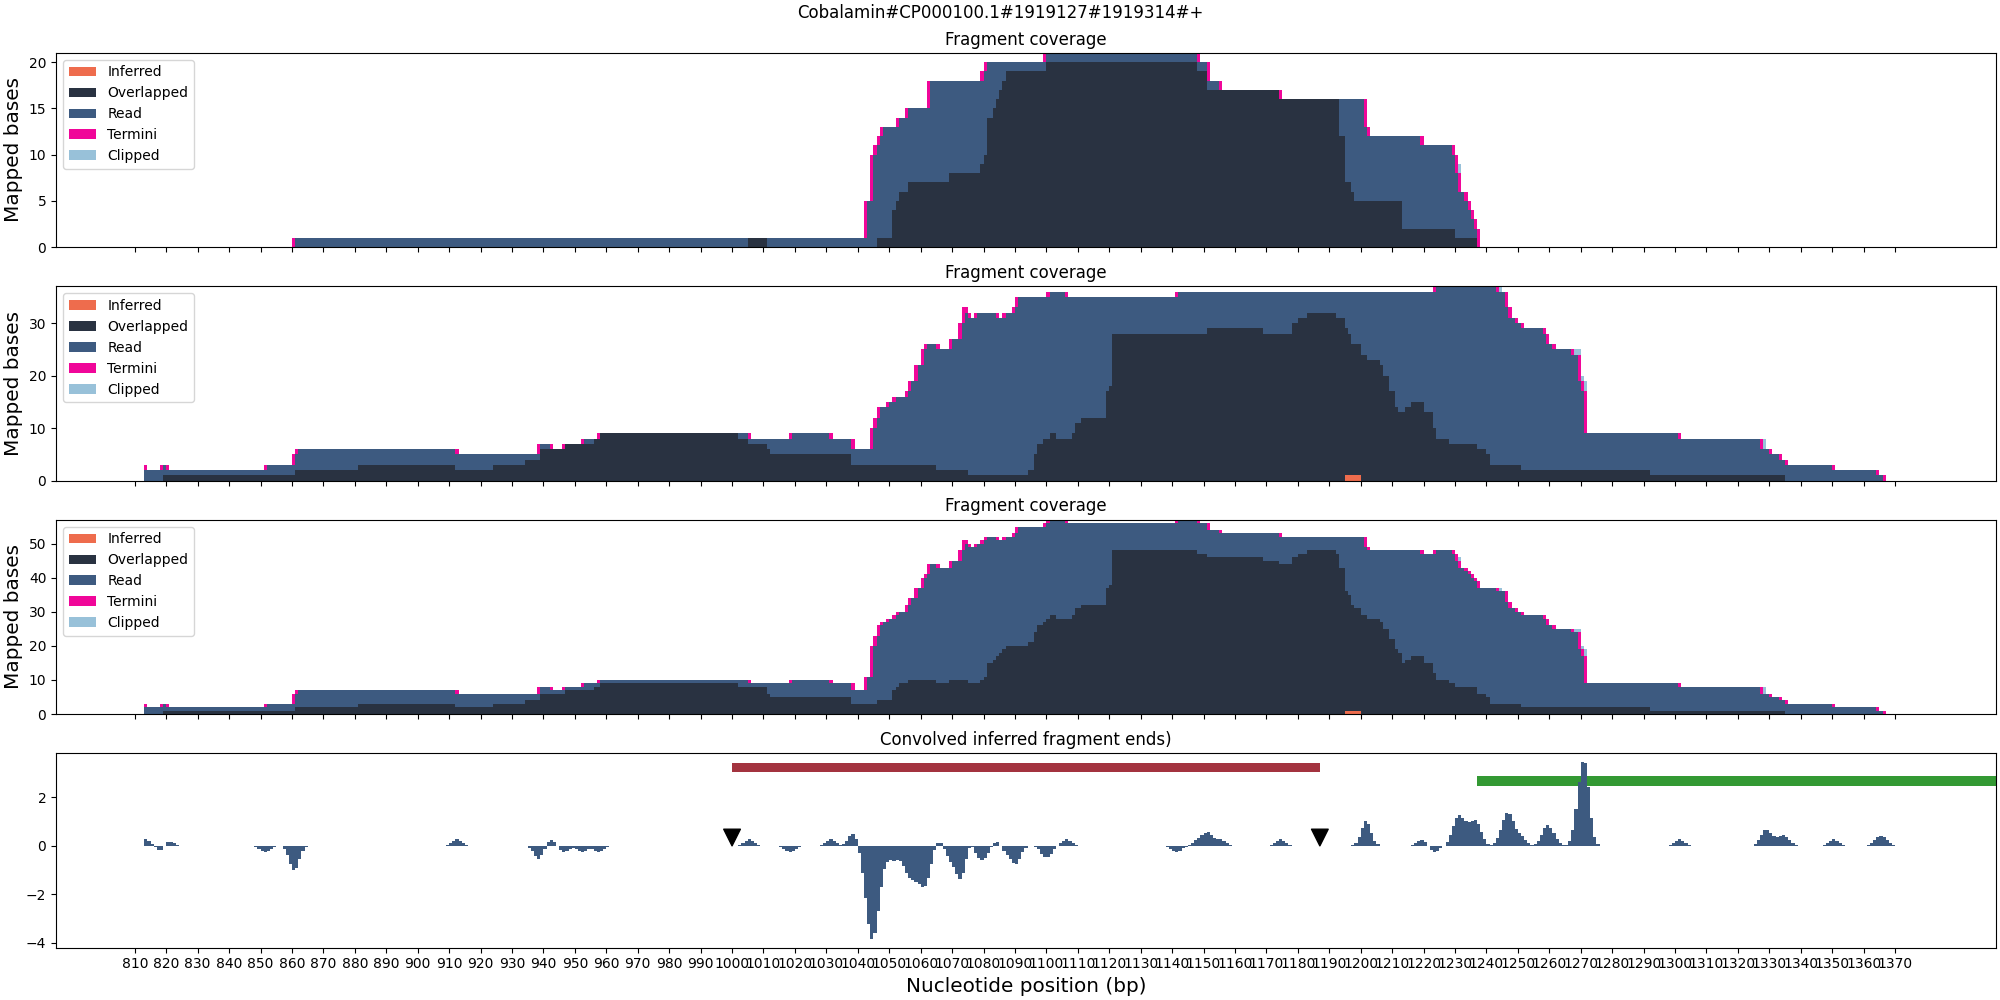 Cobalamin#CP000100.1#1919127#1919314#+
Fragment coverage
Mapped bases
20
15
10
5
0
Inferred
Overlapped
Read
Termini
Clipped
Fragment coverage
Mapped bases
30
20
10
0
Inferred
Overlapped
Read
Termini
Clipped
Fragment coverage
Mapped bases
50
40
30
20
10
0
Inferred
Overlapped
Read
Termini
Clipped
Convolved inferred fragment ends)
2
0
−2
−4
810 820 830 840 850 860 870 880 890 900 910 920 930 940 950 960 970 980 990 1000 1010 1020 1030 1040 1050 1060 1070 1080 1090 1100 1110 1120 1130 1140 1150 1160 1170 1180 1190 1200 1210 1220 1230 1240 1250 1260 1270 1280 1290 1300 1310 1320 1330 1340 1350 1360 1370
Nucleotide position (bp)